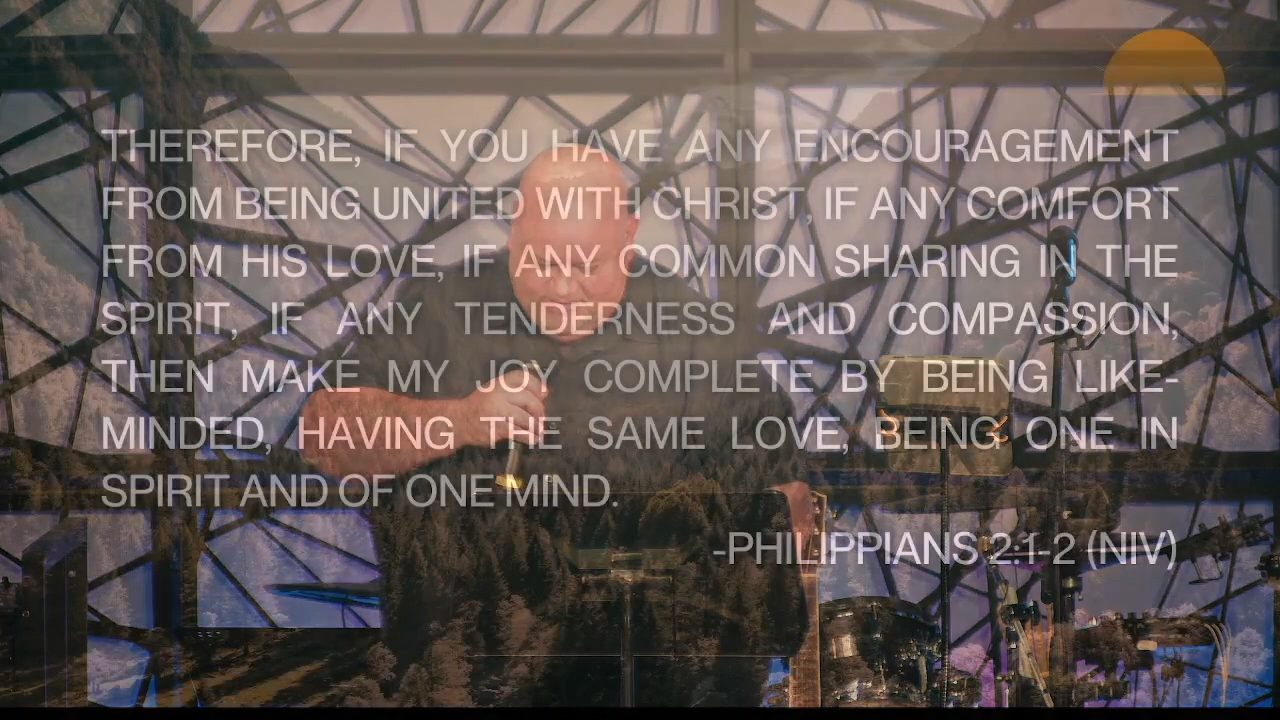 THEREFORE, IF YOU HAVE ANY ENCOURAGEMENT
FROM BEING UNITED WITH CHRIST, IF ANY COMFORT
FROM HIS LOVE, IF ANY COMMON SHARING IN THE
SPIRIT, IF ANY TENDERNESS AND COMPASSION,
THEN MAKE MY JOY COMPLETE BY BEING LIKE-
MINDED, HAVING THE SAME LOVE, BEING ONE IN
SPIRIT AND OF ONE MIND.
-PHILIPPIANS 2:1-2 (NIV)